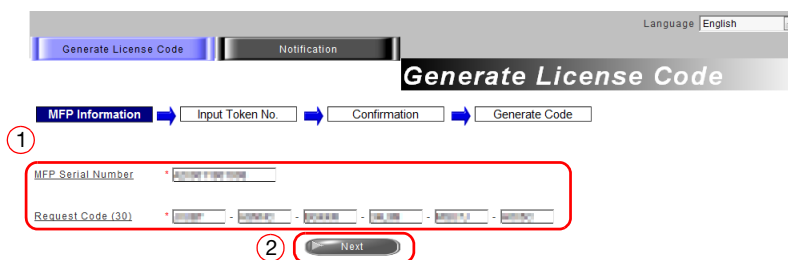 Language English
Generate License Code Notification
Generate License Code
MFP Information Input Token No. Confirmation Generate Code
1
MFP Serial Number *
Request Code (30) * - - - - -
2 Next